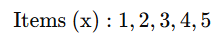 Items (x) : 1, 2, 3, 4, 5